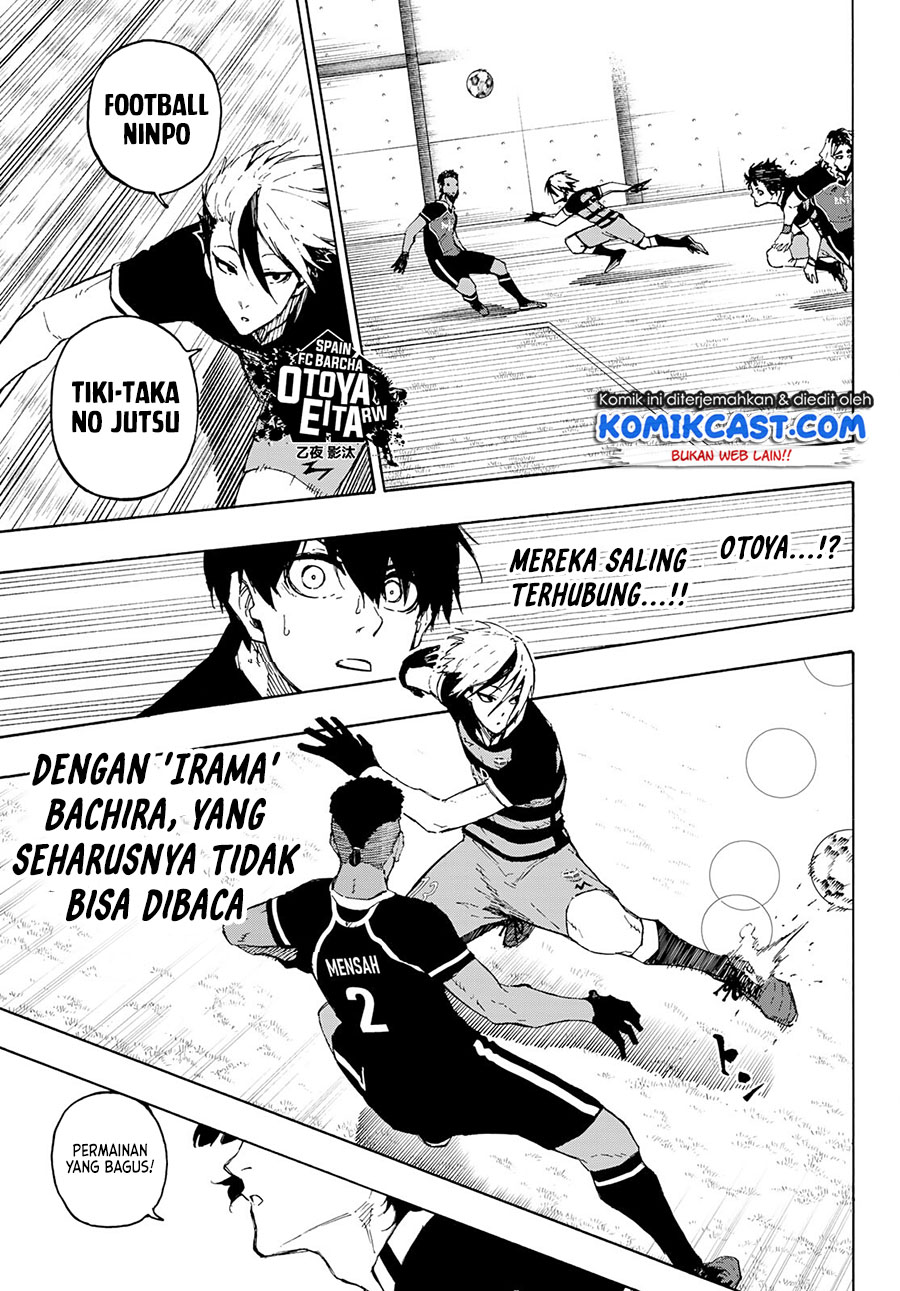 FOOTBALL
NINPO
TIKI-TAKA
NO JUTSU
SPAIN
FC BARCHA
OTOYA
EITA RW
乙夜 影汰
Komik ini diterjemahkan & diedit oleh
KOMIKCAST.COM
BUKAN WEB LAIN!!
OTOYA...!?
MEREKA SALING
TERHUBUNG...!!
DENGAN 'IRAMA'
BACHIRA, YANG
SEHARUSNYA TIDAK
BISA DIBACA
MENSAH
2
トン
PERMAINAN
YANG BAGUS!